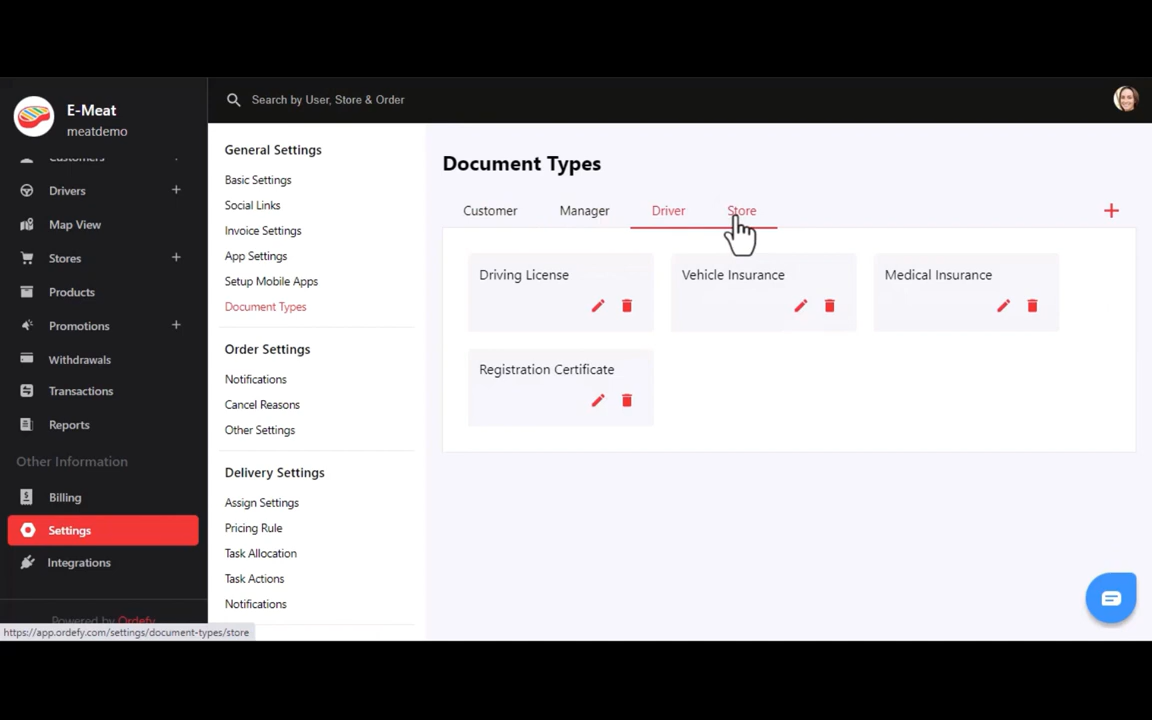 E-Meat
meatdemo
Customers
Drivers
Map View
Stores
Products
Promotions
Withdrawals
Transactions
Reports
Other Information
Billing
Settings
Integrations
Powered by Ordefy
https://app.ordefy.com/settings/document-types/store
Search by User, Store & Order
General Settings
Basic Settings
Social Links
Invoice Settings
App Settings
Setup Mobile Apps
Document Types
Order Settings
Notifications
Cancel Reasons
Other Settings
Delivery Settings
Assign Settings
Pricing Rule
Task Allocation
Task Actions
Notifications
Document Types
Customer Manager Driver Store
Driving License Vehicle Insurance Medical Insurance
Registration Certificate